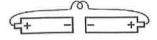 + − − +